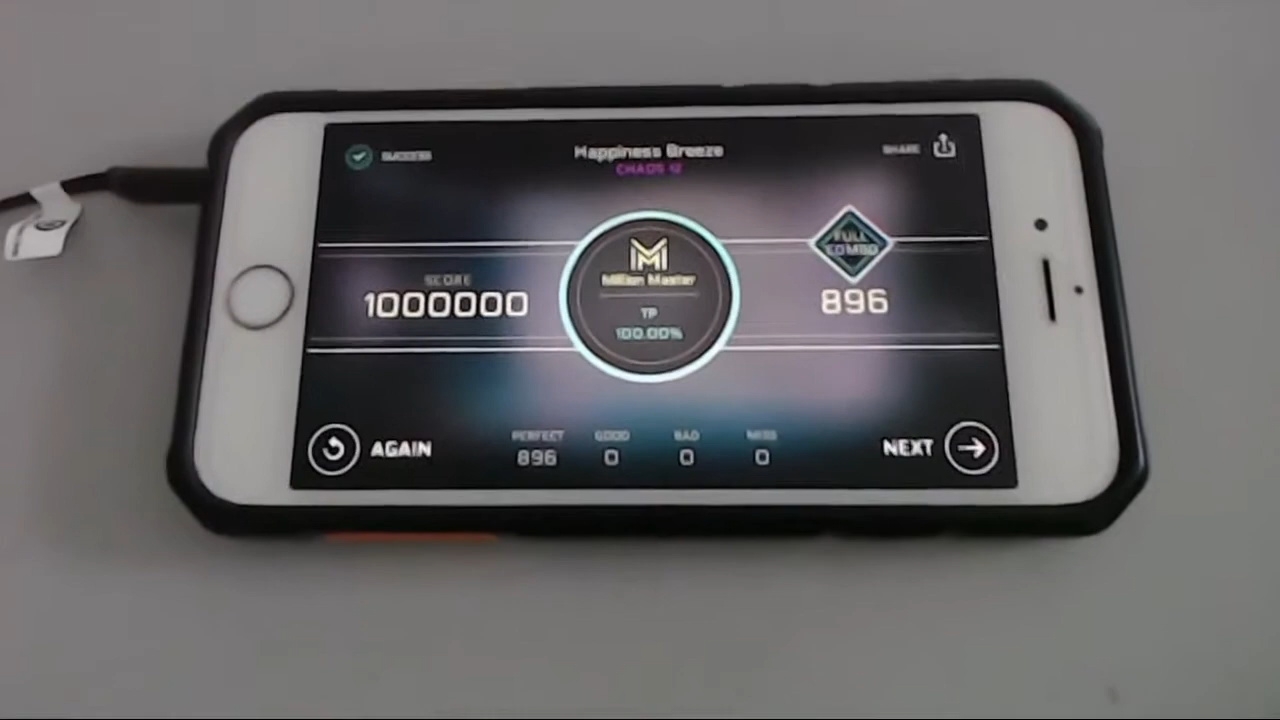 SUCCESS
Happiness Breeze
CHAOS 12
SHARE
FULL
COMBO
M
Million Master
SCORE
1000000
TP
100.00%
896
AGAIN
PERFECT GOOD BAD MISS
896 0 0 0
NEXT